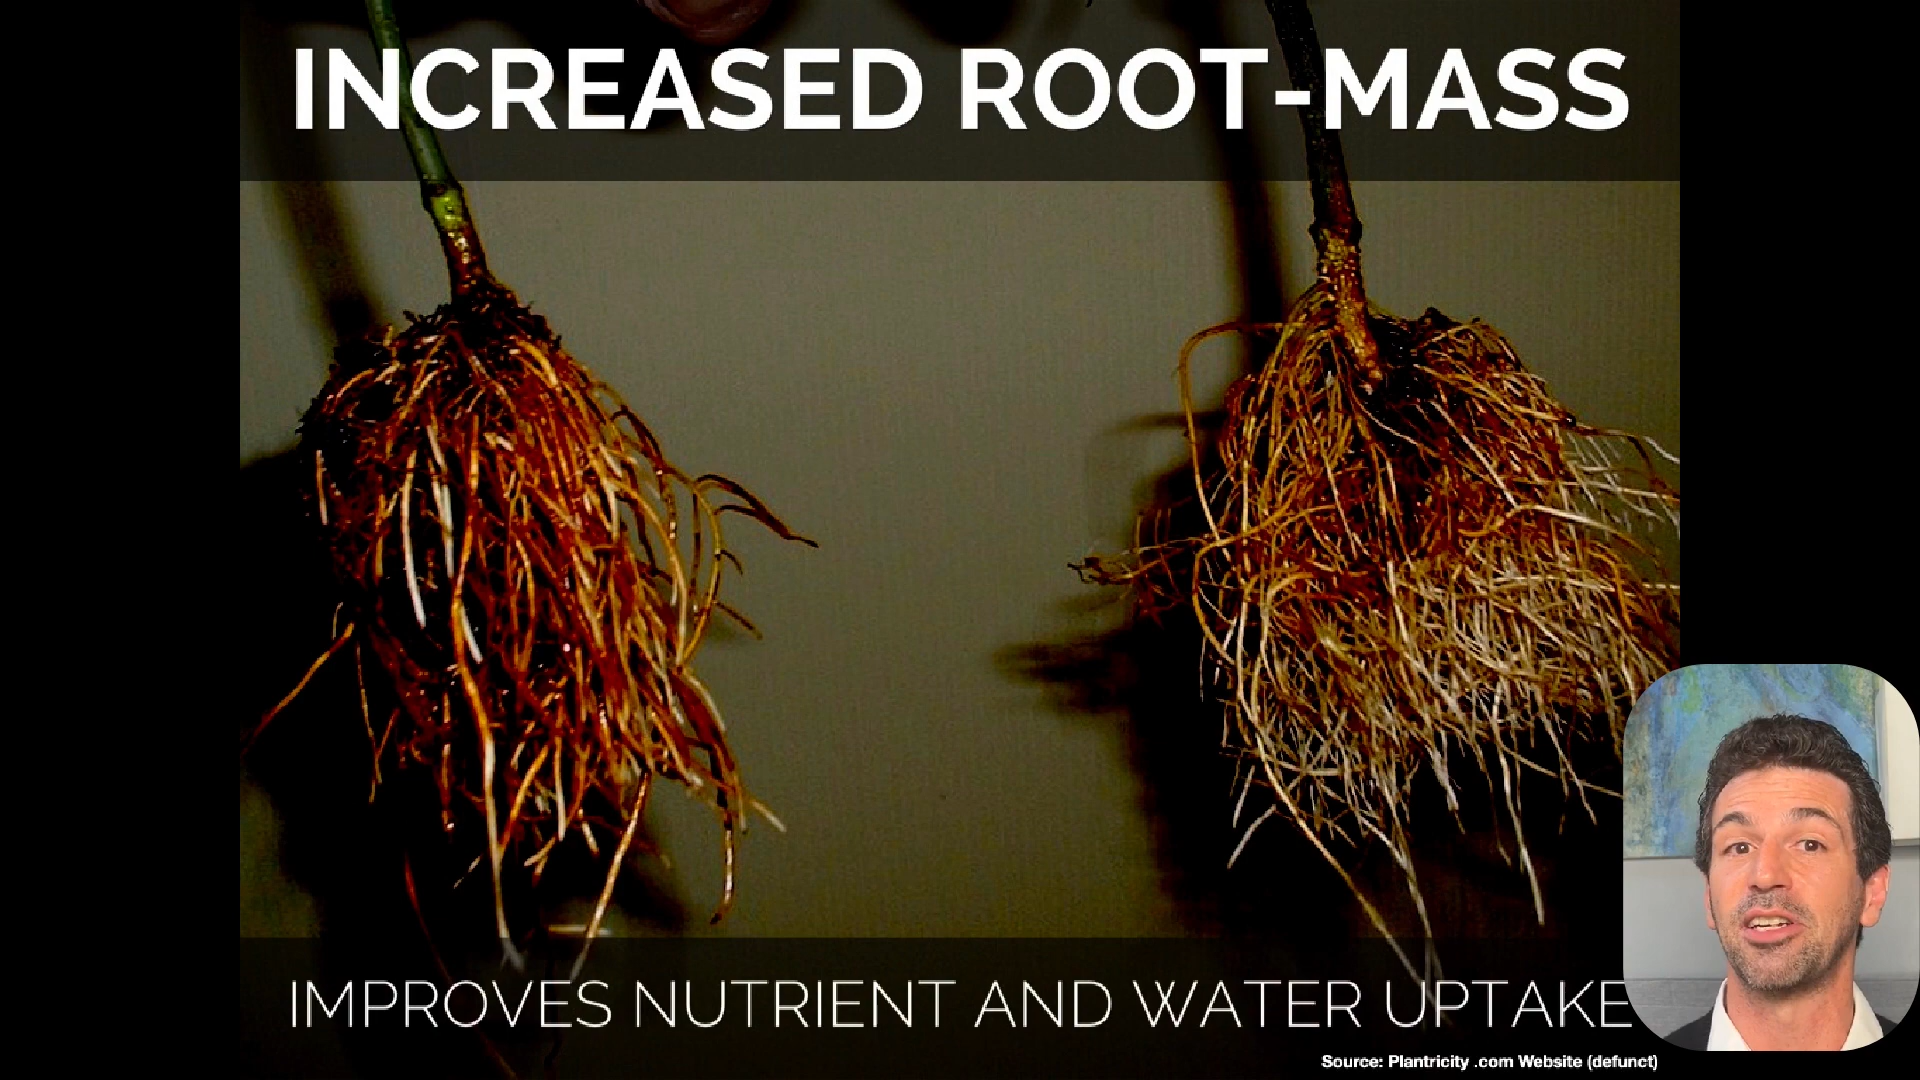 INCREASED ROOT-MASS
IMPROVES NUTRIENT AND WATER UPTAKE
Source: Plantricity .com Website (defunct)